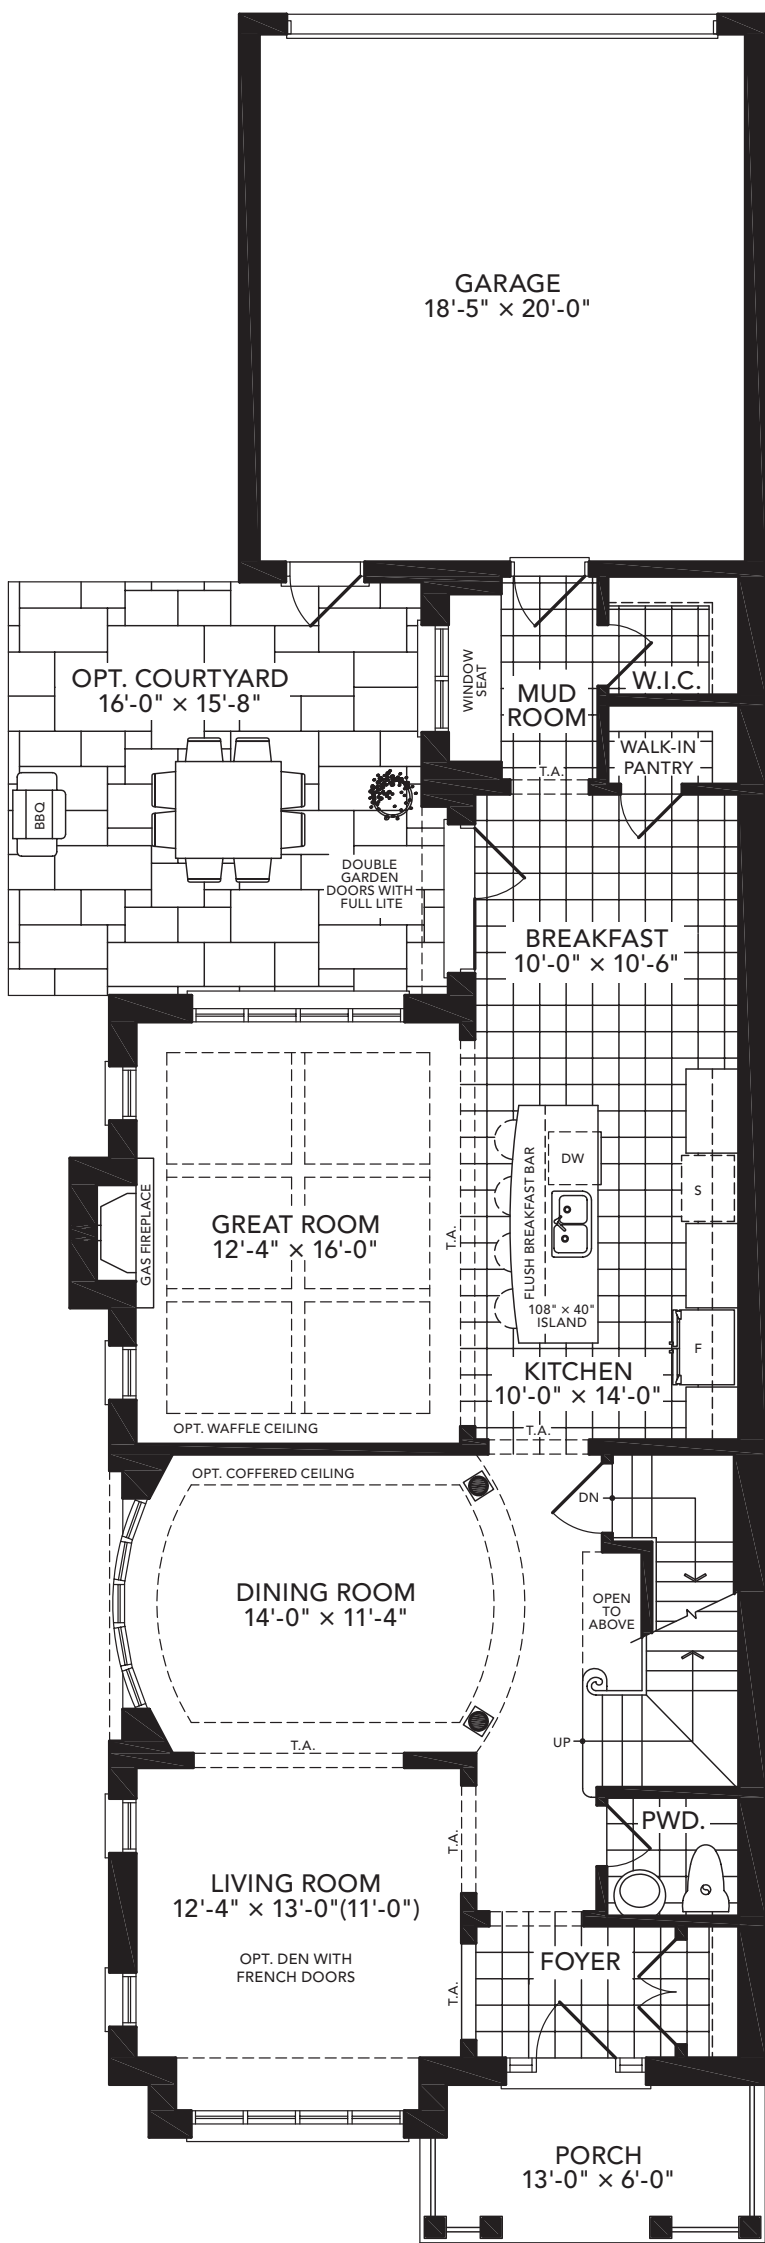 GARAGE
18'-5" × 20'-0"
OPT. COURTYARD
16'-0" × 15'-8"
WINDOW
SEAT
MUD
ROOM
W.I.C.
WALK-IN
PANTRY
T.A.
BBQ
DOUBLE
GARDEN
DOORS WITH
FULL LITE
BREAKFAST
10'-0" × 10'-6"
GAS FIREPLACE
GREAT ROOM
12'-4" × 16'-0"
T.A.
FLUSH BREAKFAST BAR
DW
S
108" × 40"
ISLAND
F
KITCHEN
10'-0" × 14'-0"
OPT. WAFFLE CEILING
T.A.
OPT. COFFERED CEILING
DN
DINING ROOM
14'-0" × 11'-4"
OPEN
TO
ABOVE
UP
T.A.
PWD.
T.A.
LIVING ROOM
12'-4" × 13'-0"(11'-0")
OPT. DEN WITH
FRENCH DOORS
FOYER
T.A.
PORCH
13'-0" × 6'-0"